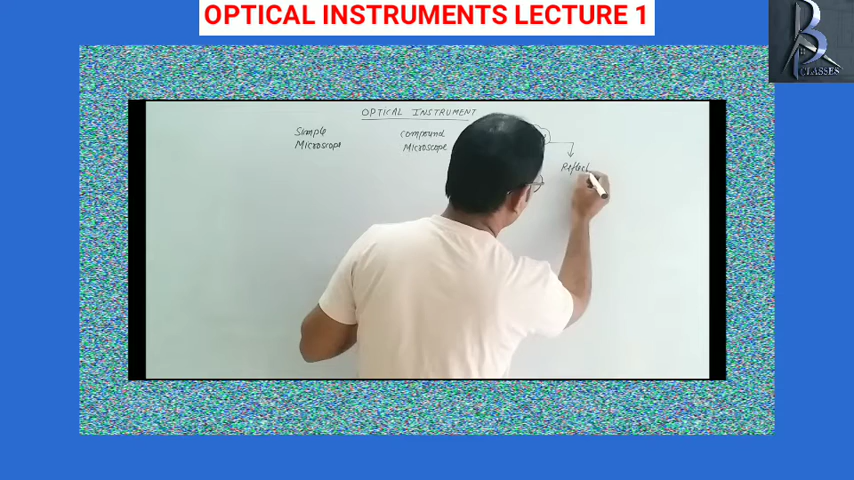 OPTICAL INSTRUMENTS LECTURE 1
CLASSES
OPTICAL INSTRUMENT
Simple
Microscope
Compound
Microscope
Reflect